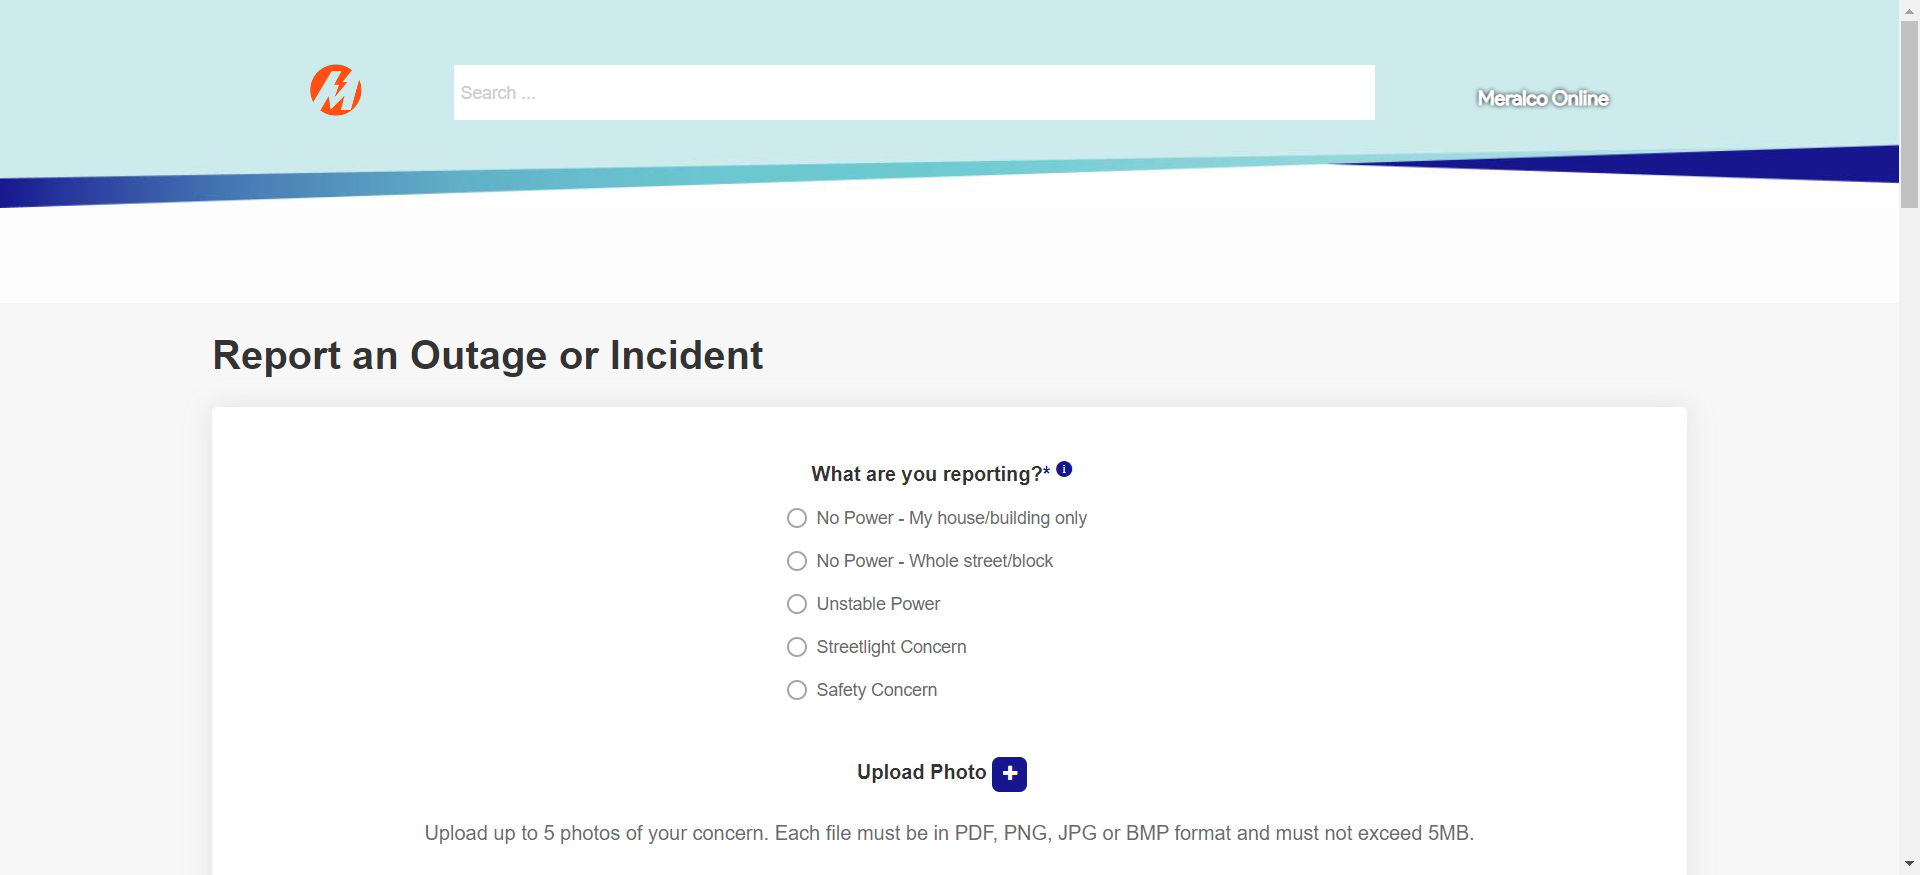 Search ...
Meralco Online
Report an Outage or Incident
What are you reporting?*
No Power - My house/building only
No Power - Whole street/block
Unstable Power
Streetlight Concern
Safety Concern
Upload Photo
Upload up to 5 photos of your concern. Each file must be in PDF, PNG, JPG or BMP format and must not exceed 5MB.